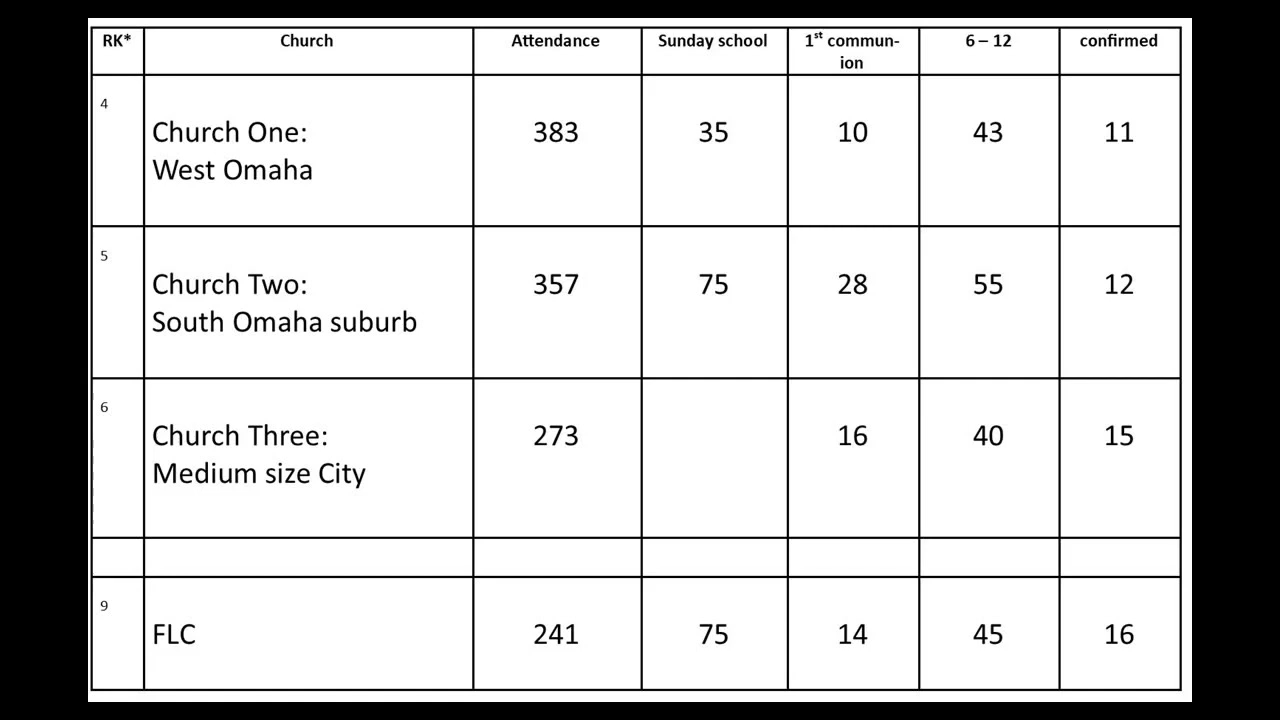 RK* Church Attendance Sunday school 1st commun- 6 – 12 confirmed
ion
4
Church One: 383 35 10 43 11
West Omaha
5
Church Two: 357 75 28 55 12
South Omaha suburb
6
Church Three: 273 16 40 15
Medium size City
9
FLC 241 75 14 45 16